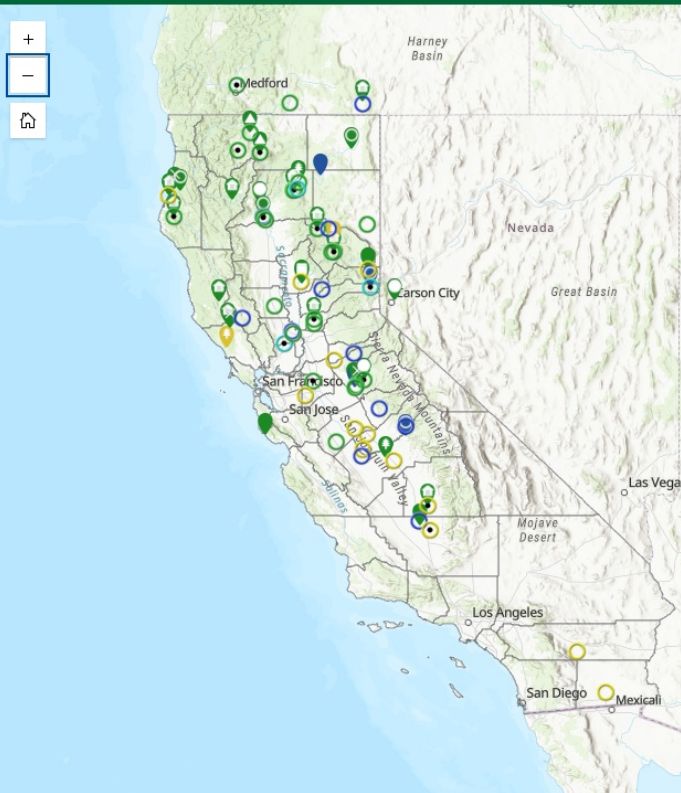 +
−
Harney
Basin
Medford
Nevada
Sacramento
Great Basin
Carson City
Sierra Nevada Mountains
San Francisco
San Jose
San Joaquin Valley
Salinas
Las Vega
Mojave
Desert
Los Angeles
San Diego
Mexicali